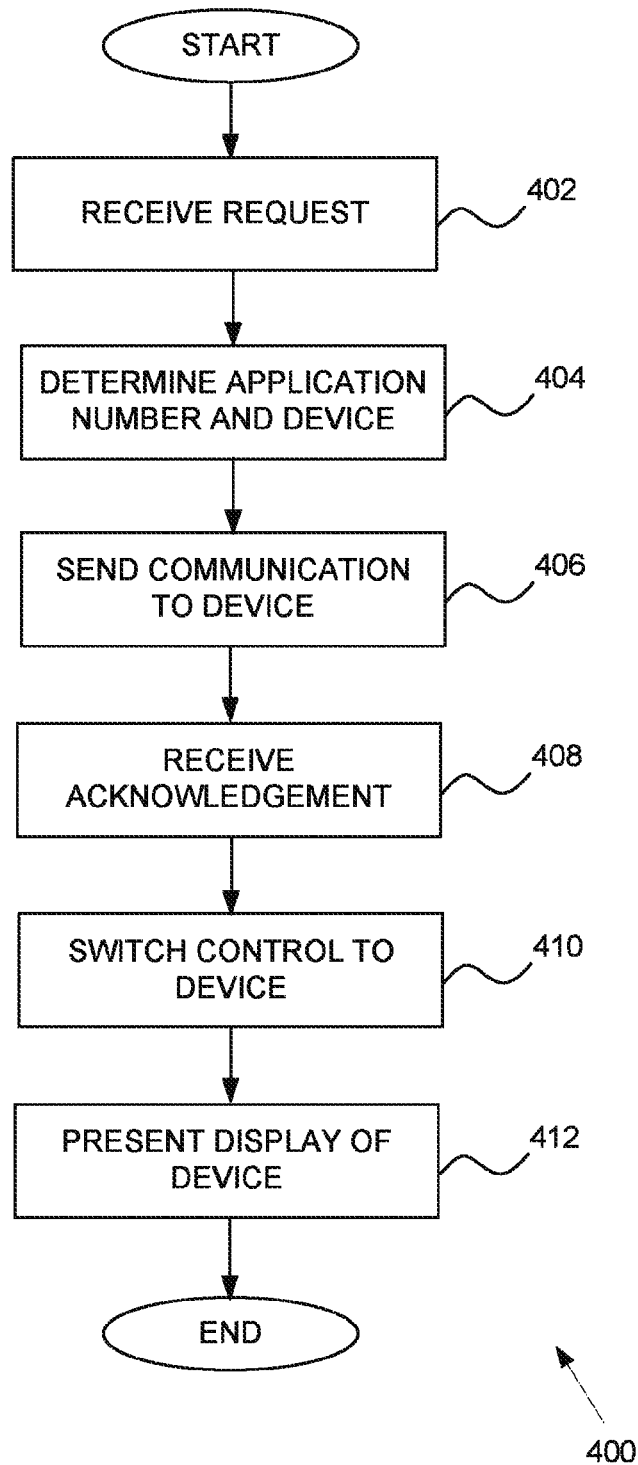 START
RECEIVE REQUEST
402
DETERMINE APPLICATION
NUMBER AND DEVICE
404
SEND COMMUNICATION
TO DEVICE
406
RECEIVE
ACKNOWLEDGEMENT
408
SWITCH CONTROL TO
DEVICE
410
PRESENT DISPLAY OF
DEVICE
412
END
400